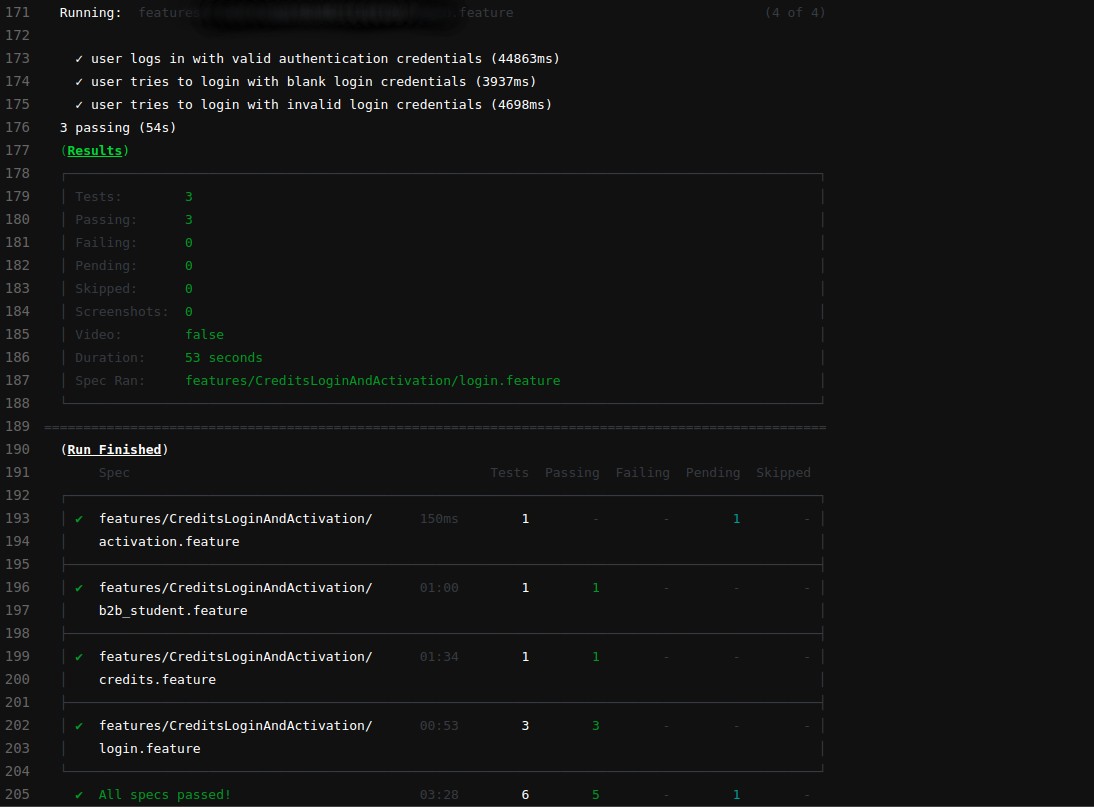 171 Running: features .feature (4 of 4)
172
173 ✓ user logs in with valid authentication credentials (44863ms)
174 ✓ user tries to login with blank login credentials (3937ms)
175 ✓ user tries to login with invalid login credentials (4698ms)
176 3 passing (54s)
177 (Results)
178
179 Tests: 3
180 Passing: 3
181 Failing: 0
182 Pending: 0
183 Skipped: 0
184 Screenshots: 0
185 Video: false
186 Duration: 53 seconds
187 Spec Ran: features/CreditsLoginAndActivation/login.feature
188
189 ====================================================================================================
190 (Run Finished)
191 Spec Tests Passing Failing Pending Skipped
192
193 ✔ features/CreditsLoginAndActivation/ 150ms 1 - - 1 -
194 activation.feature
195
196 ✔ features/CreditsLoginAndActivation/ 01:00 1 1 - - -
197 b2b_student.feature
198
199 ✔ features/CreditsLoginAndActivation/ 01:34 1 1 - - -
200 credits.feature
201
202 ✔ features/CreditsLoginAndActivation/ 00:53 3 3 - - -
203 login.feature
204
205 ✔ All specs passed! 03:28 6 5 - 1 -